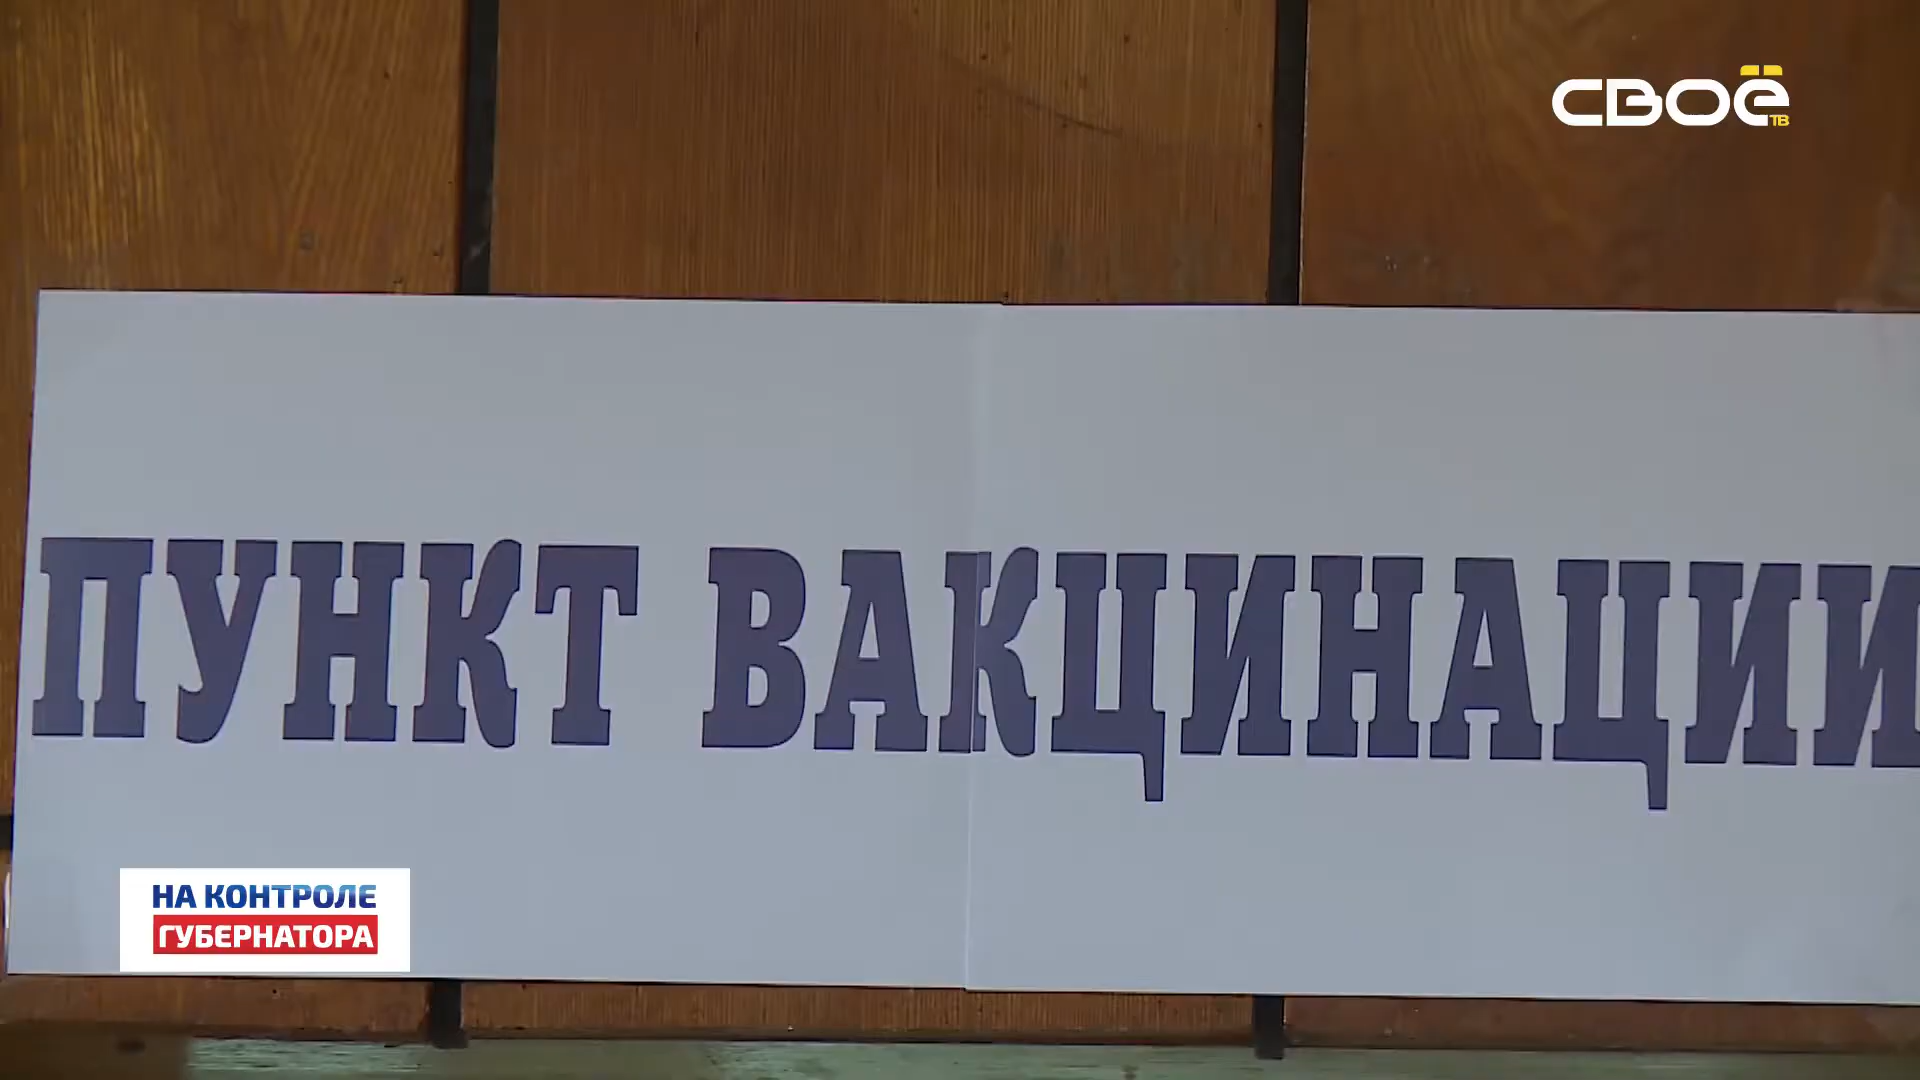 СВОЁ
ТВ
ПУНКТ ВАКЦИНАЦИИ
НА КОНТРОЛЕ
ГУБЕРНАТОРА